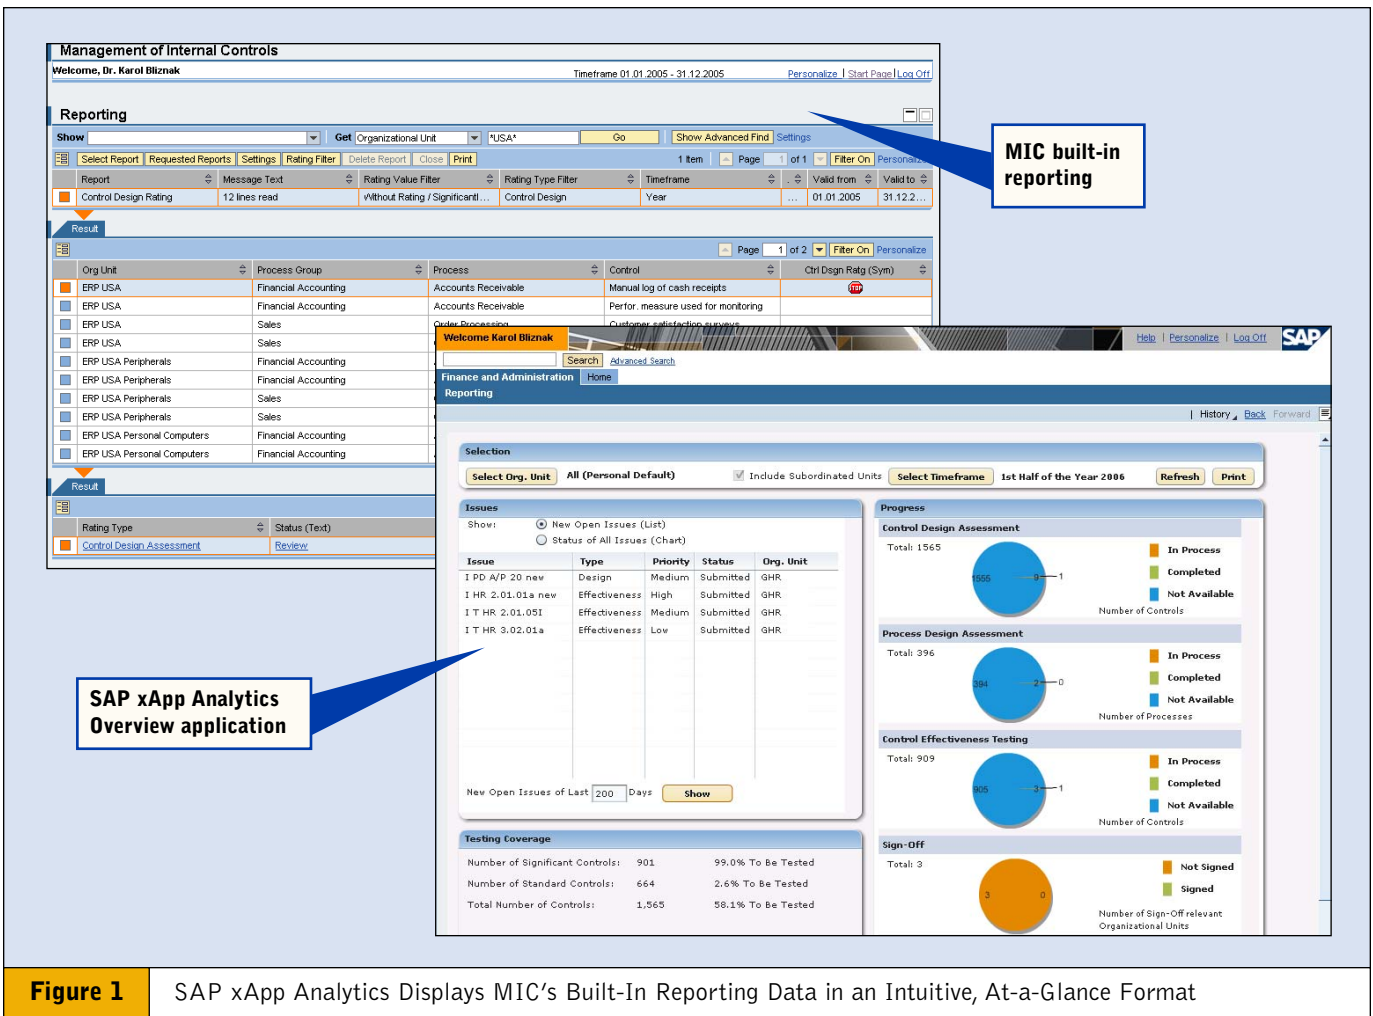 Management of Internal Controls
Welcome, Dr. Karol Bliznak
Timeframe 01.01.2005 - 31.12.2005
Personalize | Start Page | Log Off
Reporting
Show Get Organizational Unit *USA* Go Show Advanced Find Settings
Select Report Requested Reports Settings Rating Filter Delete Report Close Print 1 Item Page 1 of 1 Filter On Personalize
Report Message Text Rating Value Filter Rating Type Filter Timeframe . Valid from Valid to
Control Design Rating 12 lines read Without Rating / Significantl... Control Design Year ... 01.01.2005 31.12.2...
MIC built-in
reporting
Result
Page 1 of 2 Filter On Personalize
Org Unit Process Group Process Control Ctrl Dsgn Ratg (Sym)
ERP USA Financial Accounting Accounts Receivable Manual log of cash receipts STOP
ERP USA Financial Accounting Accounts Receivable Perfor. measure used for monitoring
ERP USA Sales Order Processing Customer satisfaction surveys
ERP USA Sales
ERP USA Peripherals Financial Accounting
ERP USA Peripherals Financial Accounting
ERP USA Peripherals Sales
ERP USA Peripherals Sales
ERP USA Personal Computers Financial Accounting
ERP USA Personal Computers Financial Accounting
Result
Rating Type Status (Text)
Control Design Assessment Review
Welcome Karol Bliznak
Help | Personalize | Log Off SAP
Search Advanced Search
Finance and Administration Home
Reporting
| History Back Forward
Selection
Select Org. Unit All (Personal Default) Include Subordinated Units Select Timeframe 1st Half of the Year 2006 Refresh Print
Issues
Show: New Open Issues (List)
Status of All Issues (Chart)
Issue Type Priority Status Org. Unit
I PD A/P 20 new Design Medium Submitted GHR
I HR 2.01.01a new Effectiveness High Submitted GHR
I T HR 2.01.05I Effectiveness Medium Submitted GHR
I T HR 3.02.01a Effectiveness Low Submitted GHR
New Open Issues of Last 200 Days Show
Testing Coverage
Number of Significant Controls: 901 99.0% To Be Tested
Number of Standard Controls: 664 2.6% To Be Tested
Total Number of Controls: 1,565 58.1% To Be Tested
Progress
Control Design Assessment
Total: 1565
1555 9 1
In Process
Completed
Not Available
Number of Controls
Process Design Assessment
Total: 396
394 2 0
In Process
Completed
Not Available
Number of Processes
Control Effectiveness Testing
Total: 909
905 3 1
In Process
Completed
Not Available
Number of Controls
Sign-Off
Total: 3
3 0
Not Signed
Signed
Number of Sign-Off relevant
Organizational Units
SAP xApp Analytics
Overview application
Figure 1 SAP xApp Analytics Displays MIC's Built-In Reporting Data in an Intuitive, At-a-Glance Format